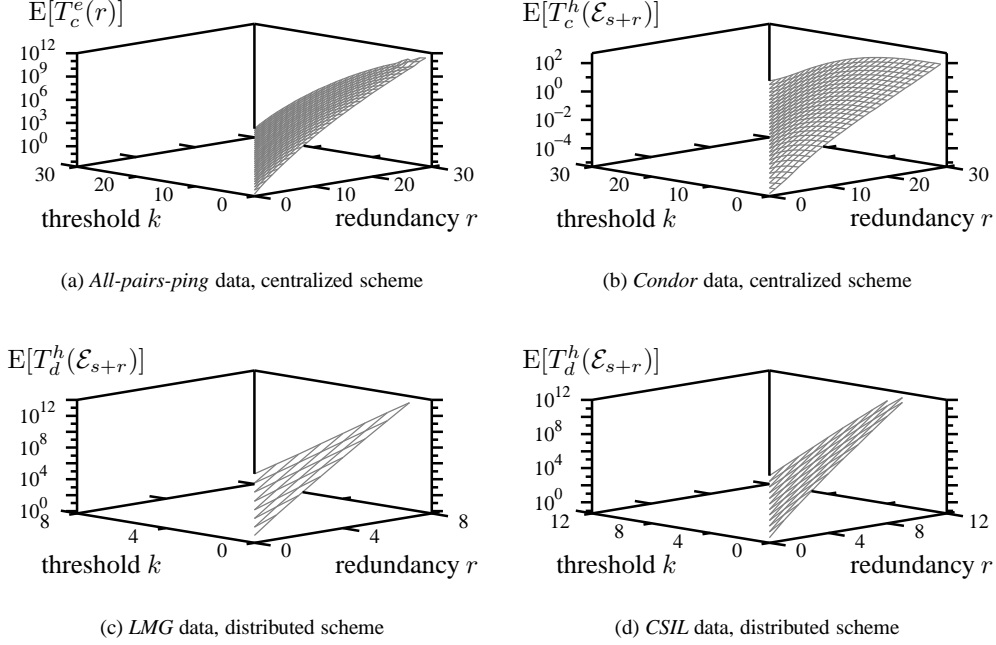 E[T_c^e(r)]
10^12
10^9
10^6
10^3
10^0
30
20
10
0
0
10
20
30
threshold k
redundancy r
(a) All-pairs-ping data, centralized scheme
E[T_c^h(ℰ_{s+r})]
10^2
10^0
10^−2
10^−4
30
20
10
0
0
10
20
30
threshold k
redundancy r
(b) Condor data, centralized scheme
E[T_d^h(ℰ_{s+r})]
10^12
10^8
10^4
10^0
8
4
0
0
4
8
threshold k
redundancy r
(c) LMG data, distributed scheme
E[T_d^h(ℰ_{s+r})]
10^12
10^8
10^4
10^0
12
8
4
0
0
4
8
12
threshold k
redundancy r
(d) CSIL data, distributed scheme